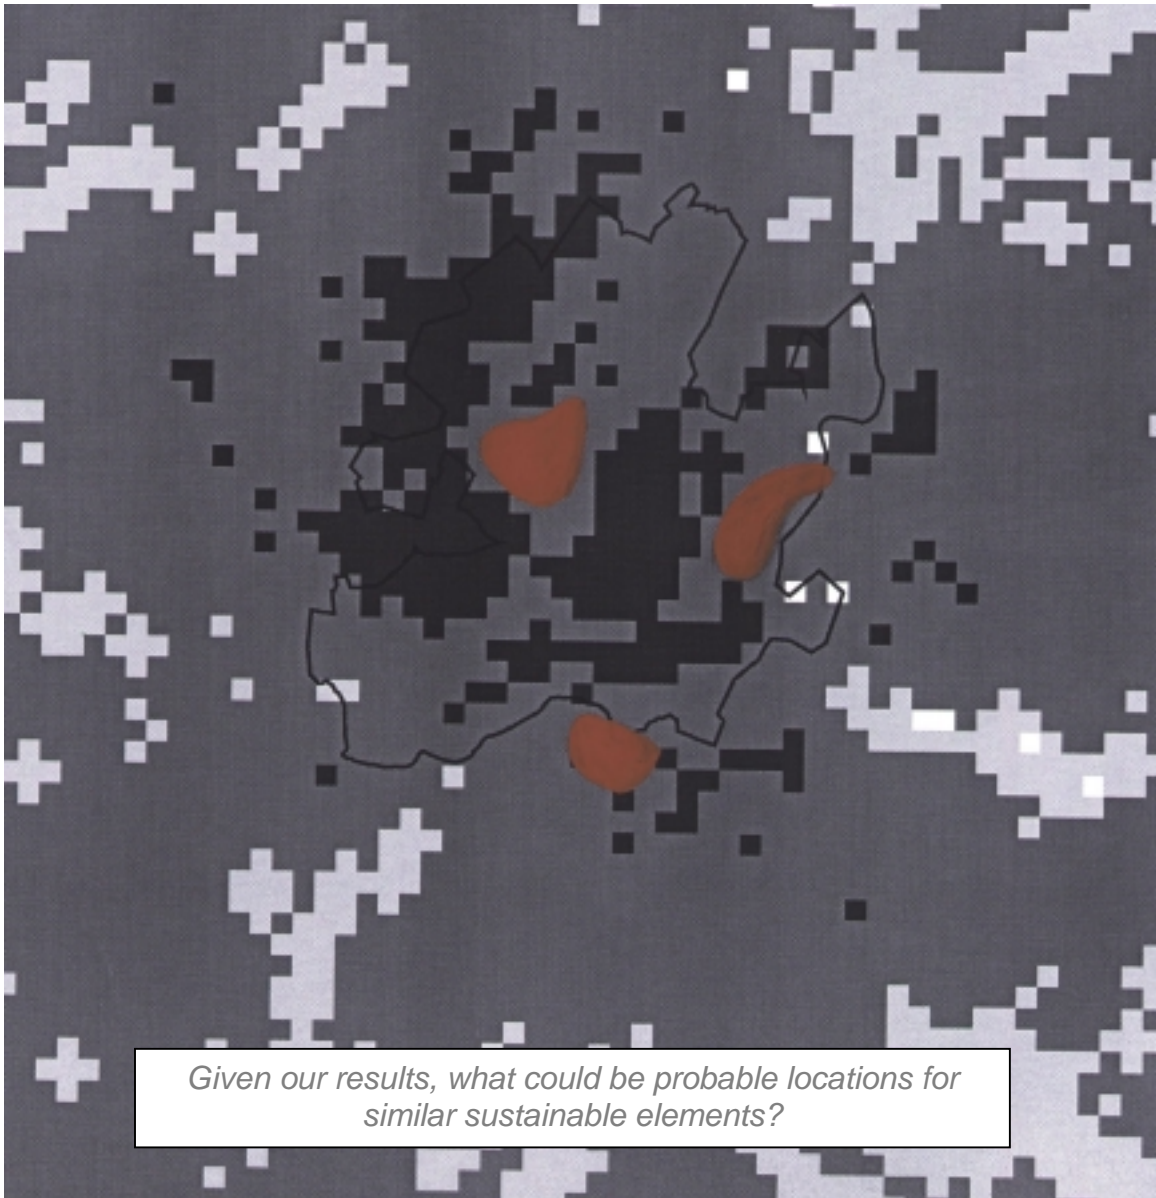 Given our results, what could be probable locations for
similar sustainable elements?